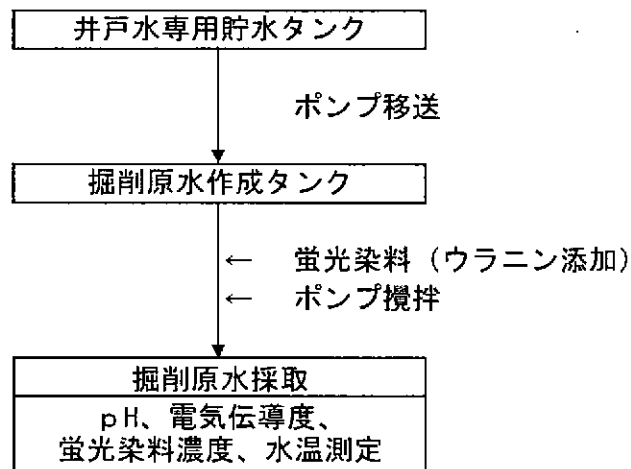 井戸水専用貯水タンク
ポンプ移送
掘削原水作成タンク
← 蛍光染料（ウラニン添加）
← ポンプ攪拌
掘削原水採取
ｐH、電気伝導度、
蛍光染料濃度、水温測定